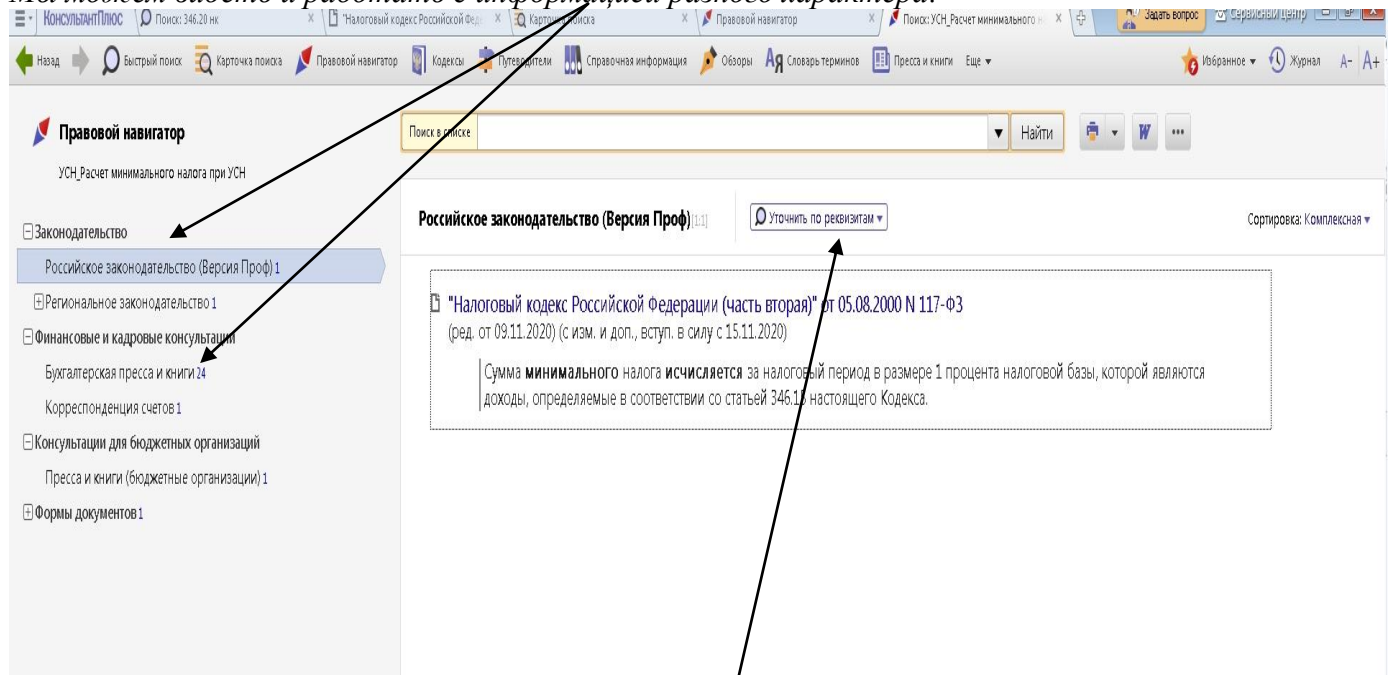 Мы можем видеть и работать с информацией разного характера.
КонсультантПлюс Поиск: 346.20 нк × "Налоговый кодекс Российской Фед × Карточка поиска × Правовой навигатор × Поиск: УСН_Расчет минимального н × Задать вопрос Сервисный центр
Назад Быстрый поиск Карточка поиска Правовой навигатор Кодексы Путеводители Справочная информация Обзоры Словарь терминов Пресса и книги Еще Избранное Журнал А- А+
Правовой навигатор
УСН_Расчет минимального налога при УСН
Поиск в списке Найти
Законодательство
Российское законодательство (Версия Проф) 1
Региональное законодательство 1
Финансовые и кадровые консультации
Бухгалтерская пресса и книги 24
Корреспонденция счетов 1
Консультации для бюджетных организаций
Пресса и книги (бюджетные организации) 1
Формы документов 1
Российское законодательство (Версия Проф) [1:1] Уточнить по реквизитам Сортировка: Комплексная
"Налоговый кодекс Российской Федерации (часть вторая)" от 05.08.2000 N 117-ФЗ
(ред. от 09.11.2020) (с изм. и доп., вступ. в силу с 15.11.2020)
Сумма минимального налога исчисляется за налоговый период в размере 1 процента налоговой базы, которой являются
доходы, определяемые в соответствии со статьей 346.15 настоящего Кодекса.